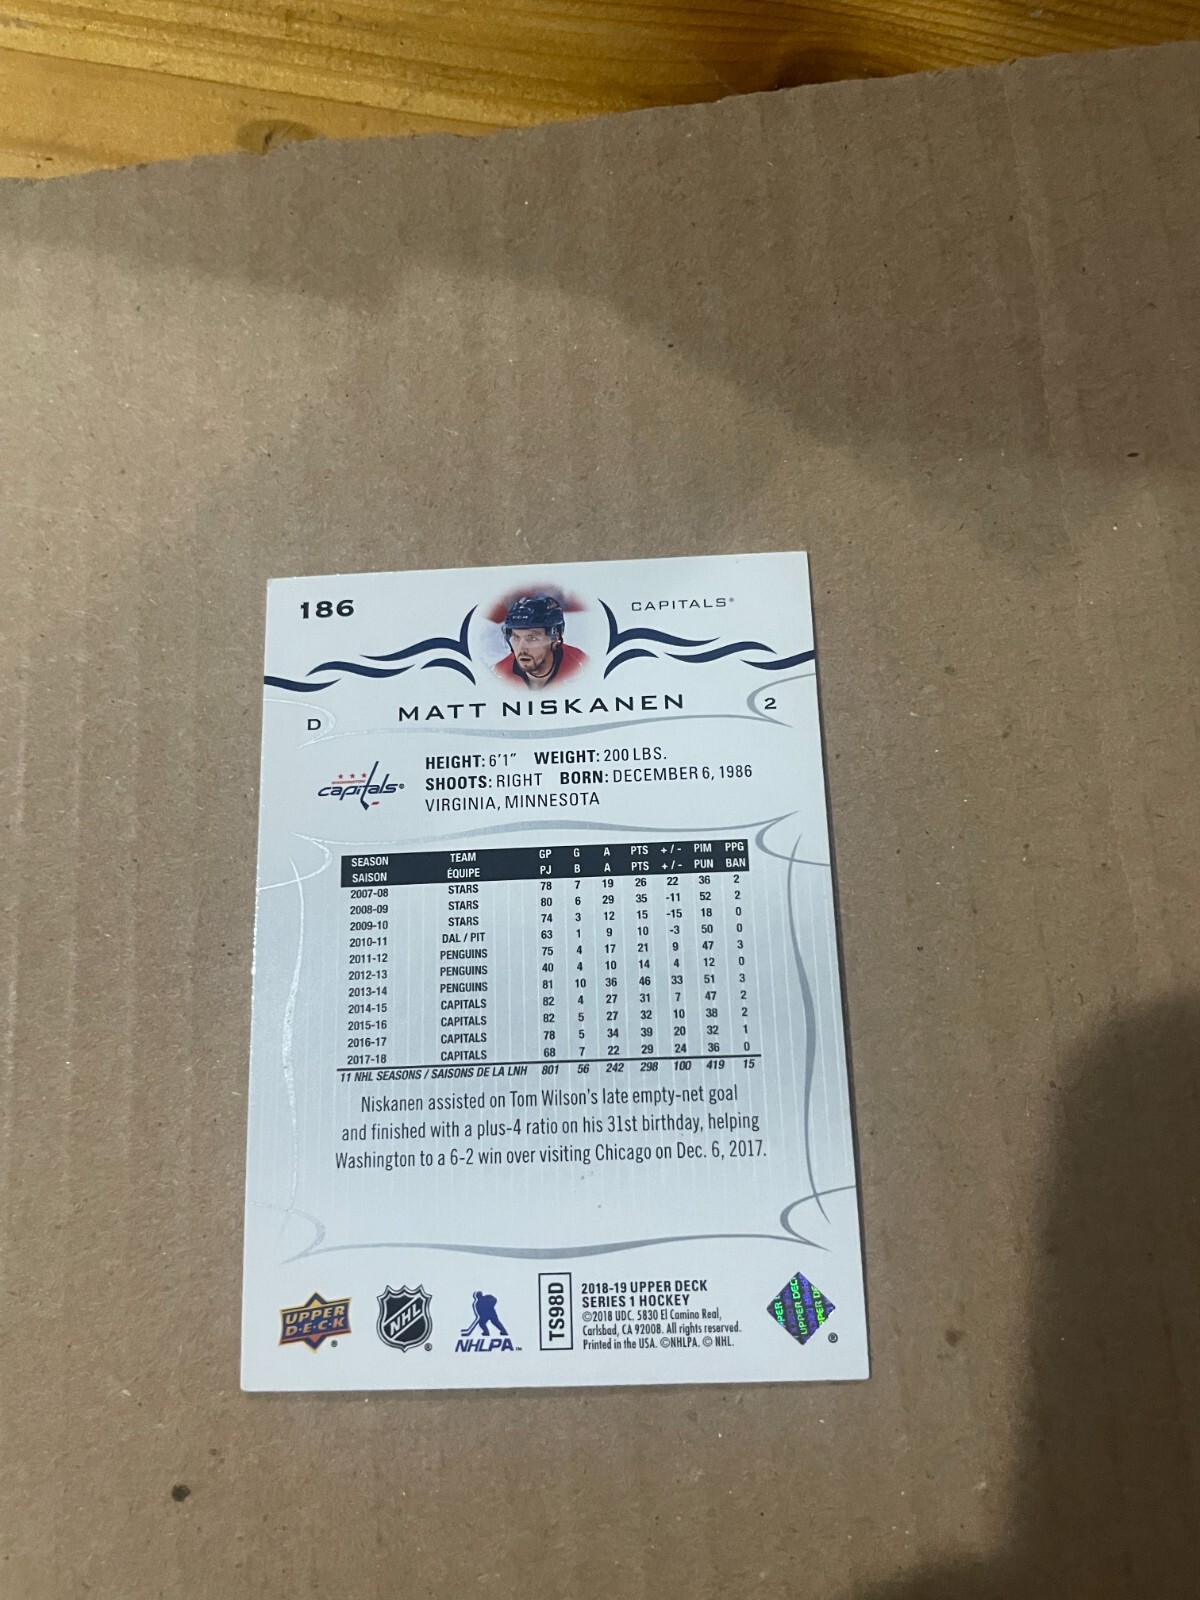 186
CAPITALS®
MATT NISKANEN
D
2
WASHINGTON
capitals®
HEIGHT: 6'1" WEIGHT: 200 LBS.
SHOOTS: RIGHT BORN: DECEMBER 6, 1986
VIRGINIA, MINNESOTA
SEASON TEAM GP G A PTS +/- PIM PPG
SAISON ÉQUIPE PJ B A PTS +/- PUN BAN
2007-08 STARS 78 7 19 26 22 36 2
2008-09 STARS 80 6 29 35 -11 52 2
2009-10 STARS 74 3 12 15 -15 18 0
2010-11 DAL / PIT 63 1 9 10 -3 50 0
2011-12 PENGUINS 75 4 17 21 9 47 3
2012-13 PENGUINS 40 4 10 14 4 12 0
2013-14 PENGUINS 81 10 36 46 33 51 3
2014-15 CAPITALS 82 4 27 31 7 47 2
2015-16 CAPITALS 82 5 27 32 10 38 2
2016-17 CAPITALS 78 5 34 39 20 32 1
2017-18 CAPITALS 68 7 22 29 24 36 0
11 NHL SEASONS / SAISONS DE LA LNH 801 56 242 298 100 419 15
Niskanen assisted on Tom Wilson's late empty-net goal
and finished with a plus-4 ratio on his 31st birthday, helping
Washington to a 6-2 win over visiting Chicago on Dec. 6, 2017.
UPPER
D·E·C·K ®
NHL ®
NHLPA™
TS98D
2018-19 UPPER DECK
SERIES 1 HOCKEY
©2018 UDC. 5830 El Camino Real,
Carlsbad, CA 92008. All rights reserved.
Printed in the USA. ©NHLPA. © NHL.
UPPER DEC
®